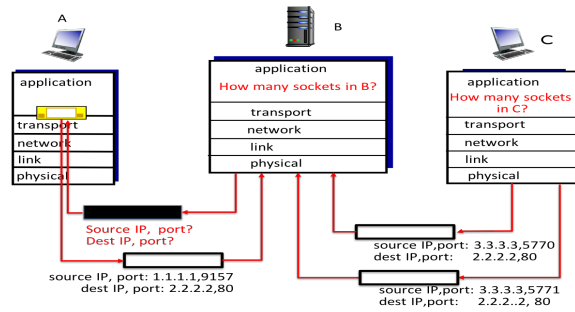 A
B
C
application
transport
network
link
physical
application
How many sockets in B?
transport
network
link
physical
application
How many sockets
in C?
transport
network
link
physical
Source IP, port?
Dest IP, port?
source IP, port: 1.1.1.1,9157
dest IP, port: 2.2.2.2,80
source IP,port: 3.3.3.3,5770
dest IP,port: 2.2.2.2,80
source IP,port: 3.3.3.3,5771
dest IP,port: 2.2.2..2, 80